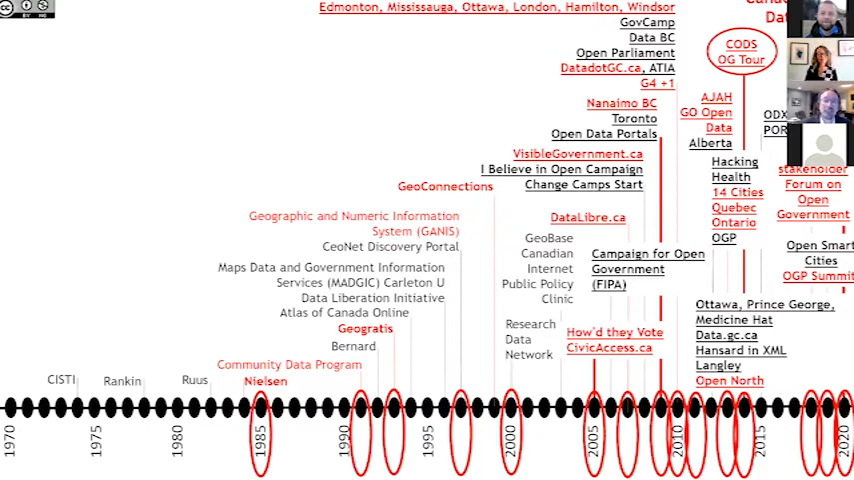 Edmonton, Mississauga, Ottawa, London, Hamilton, Windsor
GovCamp
Data BC
Open Parliament
DatadotGC.ca, ATIA
G4 +1
Nanaimo BC
Toronto
Open Data Portals
VisibleGovernment.ca
I Believe in Open Campaign
Change Camps Start
GeoConnections
DataLibre.ca
Geographic and Numeric Information
System (GANIS)
CeoNet Discovery Portal
Maps Data and Government Information
Services (MADGIC) Carleton U
Data Liberation Initiative
Atlas of Canada Online
Geogratis
Bernard
Community Data Program
Nielsen
CISTI
Rankin
Ruus
GeoBase
Canadian
Internet
Public Policy
Clinic
Research
Data
Network
Campaign for Open
Government
(FIPA)
How'd they Vote
CivicAccess.ca
CODS
OG Tour
AJAH
GO Open
Data
Alberta
Hacking
Health
14 Cities
Quebec
Ontario
OGP
Ottawa, Prince George,
Medicine Hat
Data.gc.ca
Hansard in XML
Langley
Open North
ODX
stakeholder
Forum on
Open
Government
Open Smart
Cities
OGP Summit
1970
1975
1980
1985
1990
1995
2000
2005
2010
2015
2020
CC
BY NC